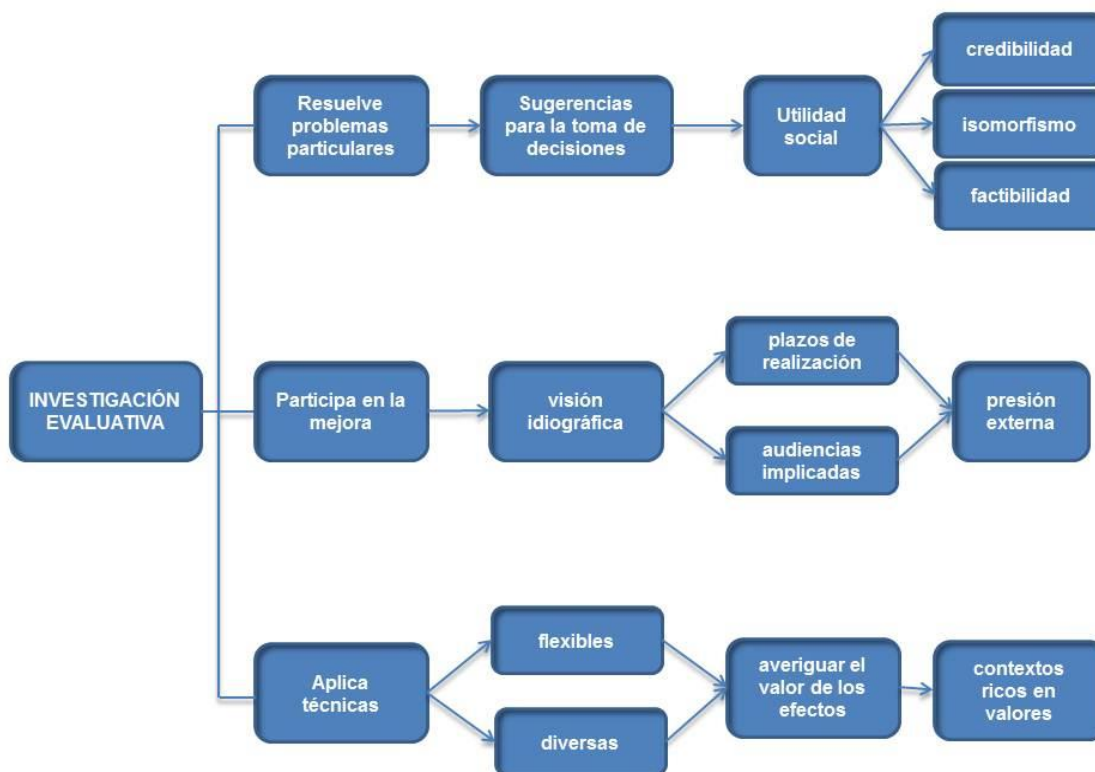 Resuelve
problemas
particulares
Sugerencias
para la toma de
decisiones
Utilidad
social
credibilidad
isomorfismo
factibilidad
INVESTIGACIÓN
EVALUATIVA
Participa en la
mejora
visión
idiográfica
plazos de
realización
audiencias
implicadas
presión
externa
Aplica
técnicas
flexibles
diversas
averiguar el
valor de los
efectos
contextos
ricos en
valores